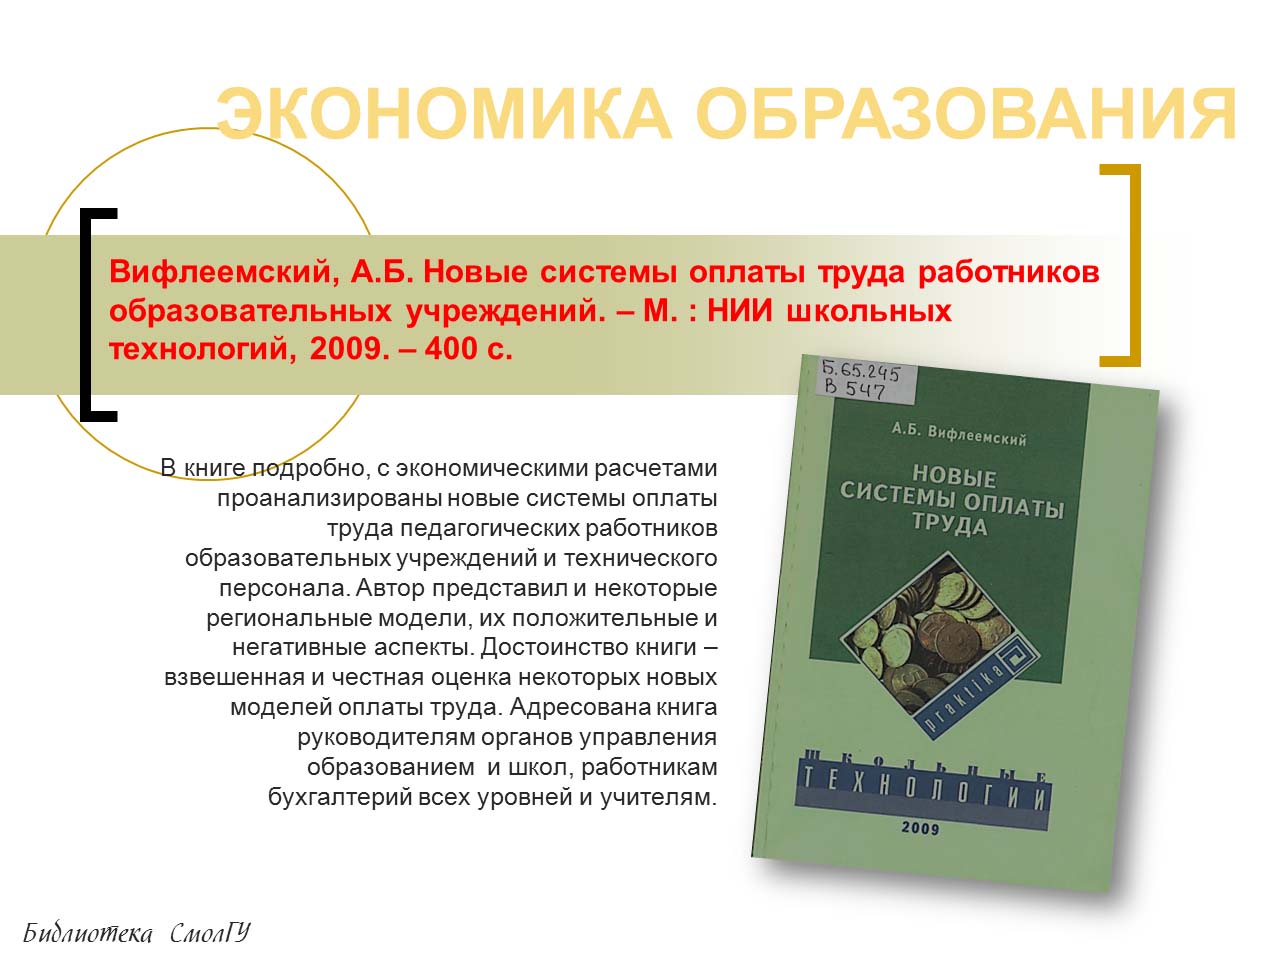 ЭКОНОМИКА ОБРАЗОВАНИЯ
Вифлеемский, А.Б. Новые системы оплаты труда работников
образовательных учреждений. – М. : НИИ школьных
технологий, 2009. – 400 с.
В книге подробно, с экономическими расчетами
проанализированы новые системы оплаты
труда педагогических работников
образовательных учреждений и технического
персонала. Автор представил и некоторые
региональные модели, их положительные и
негативные аспекты. Достоинство книги –
взвешенная и честная оценка некоторых новых
моделей оплаты труда. Адресована книга
руководителям органов управления
образованием и школ, работникам
бухгалтерий всех уровней и учителям.
Б.65.245
В 547
А.Б. Вифлеемский
НОВЫЕ
СИСТЕМЫ ОПЛАТЫ
ТРУДА
praktika
ШКОЛЬНЫЕ
ТЕХНОЛОГИИ
2009
Библиотека СмолГУ